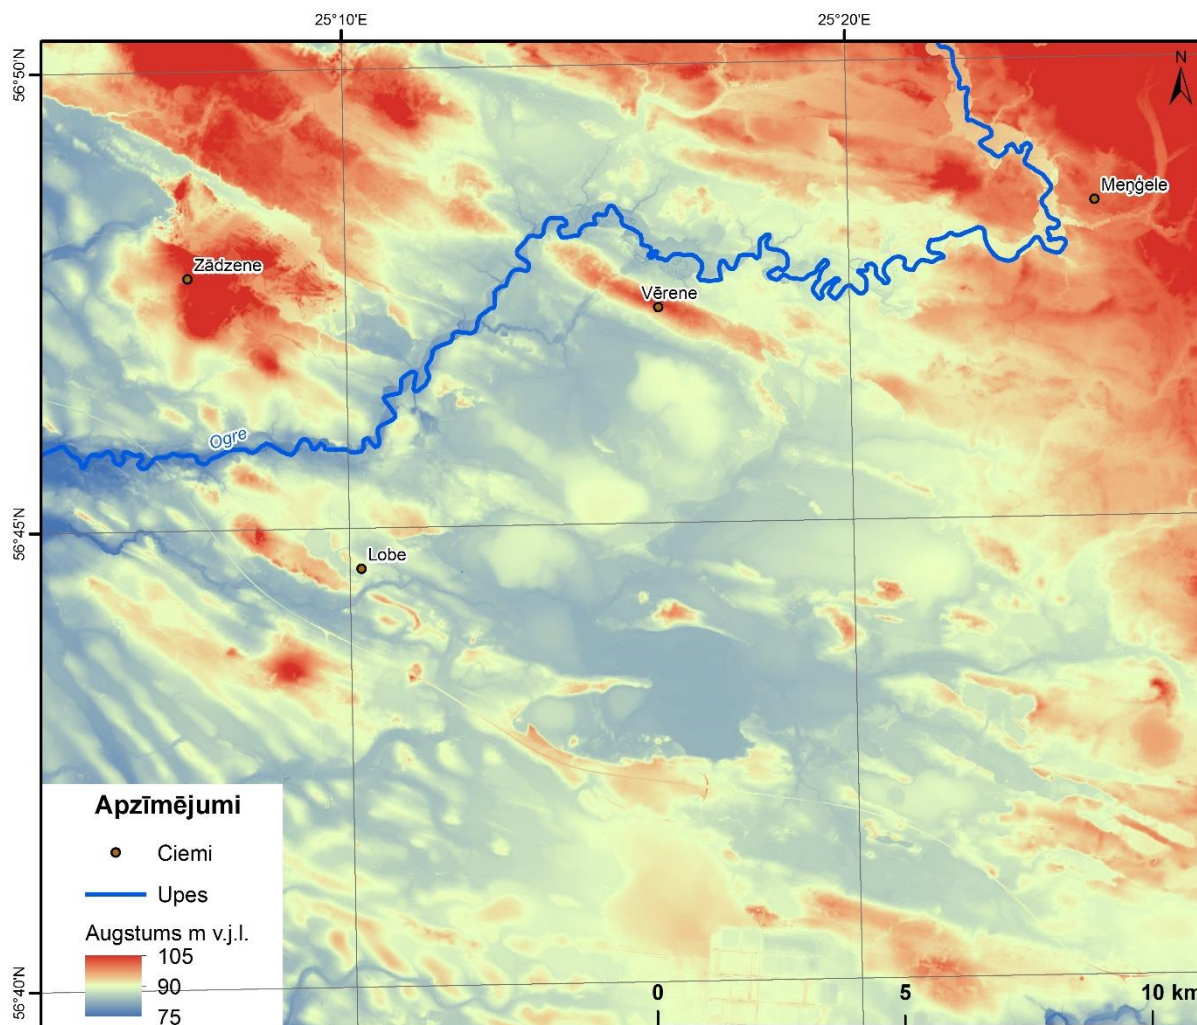 25°10'E
25°20'E
56°50'N
N
Meņģele
Zādzene
Vērene
Ogre
56°45'N
Lobe
Apzīmējumi
Ciemi
Upes
Augstums m v.j.l.
105
90
75
56°40'N
0 5 10 km